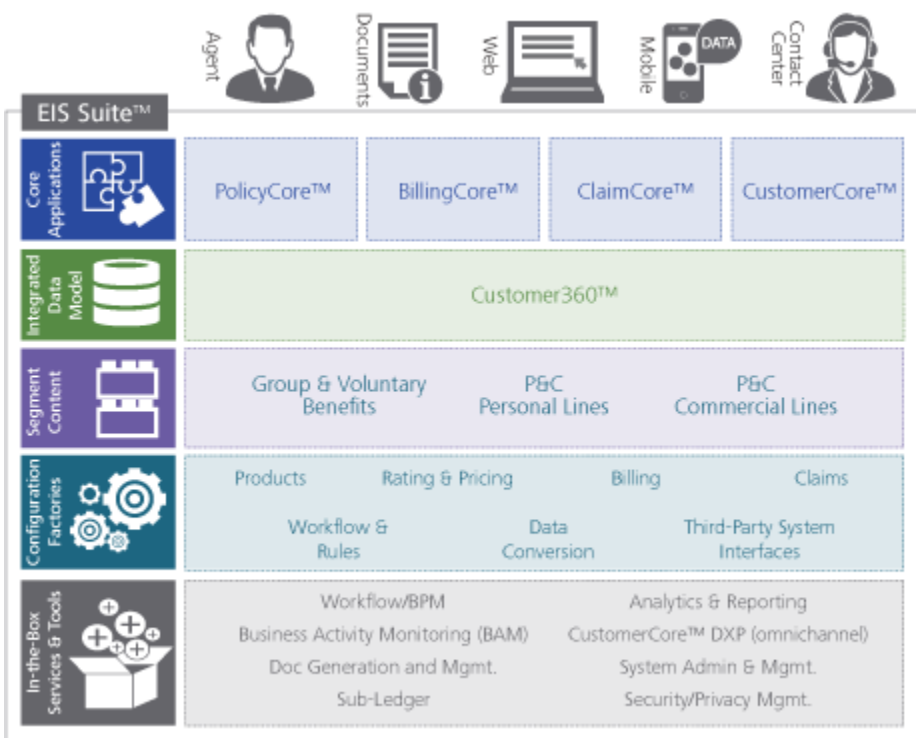 Agent
Documents
Web
Mobile
DATA
Contact
Center
EIS Suite™
Core
Applications
PolicyCore™
BillingCore™
ClaimCore™
CustomerCore™
Integrated
Data
Model
Customer360™
Segment
Content
Group & Voluntary
Benefits
P&C
Personal Lines
P&C
Commercial Lines
Configuration
Factories
Products
Rating & Pricing
Billing
Claims
Workflow &
Rules
Data
Conversion
Third-Party System
Interfaces
In-the-Box
Services & Tools
Workflow/BPM
Analytics & Reporting
Business Activity Monitoring (BAM)
CustomerCore™ DXP (omnichannel)
Doc Generation and Mgmt.
System Admin & Mgmt.
Sub-Ledger
Security/Privacy Mgmt.